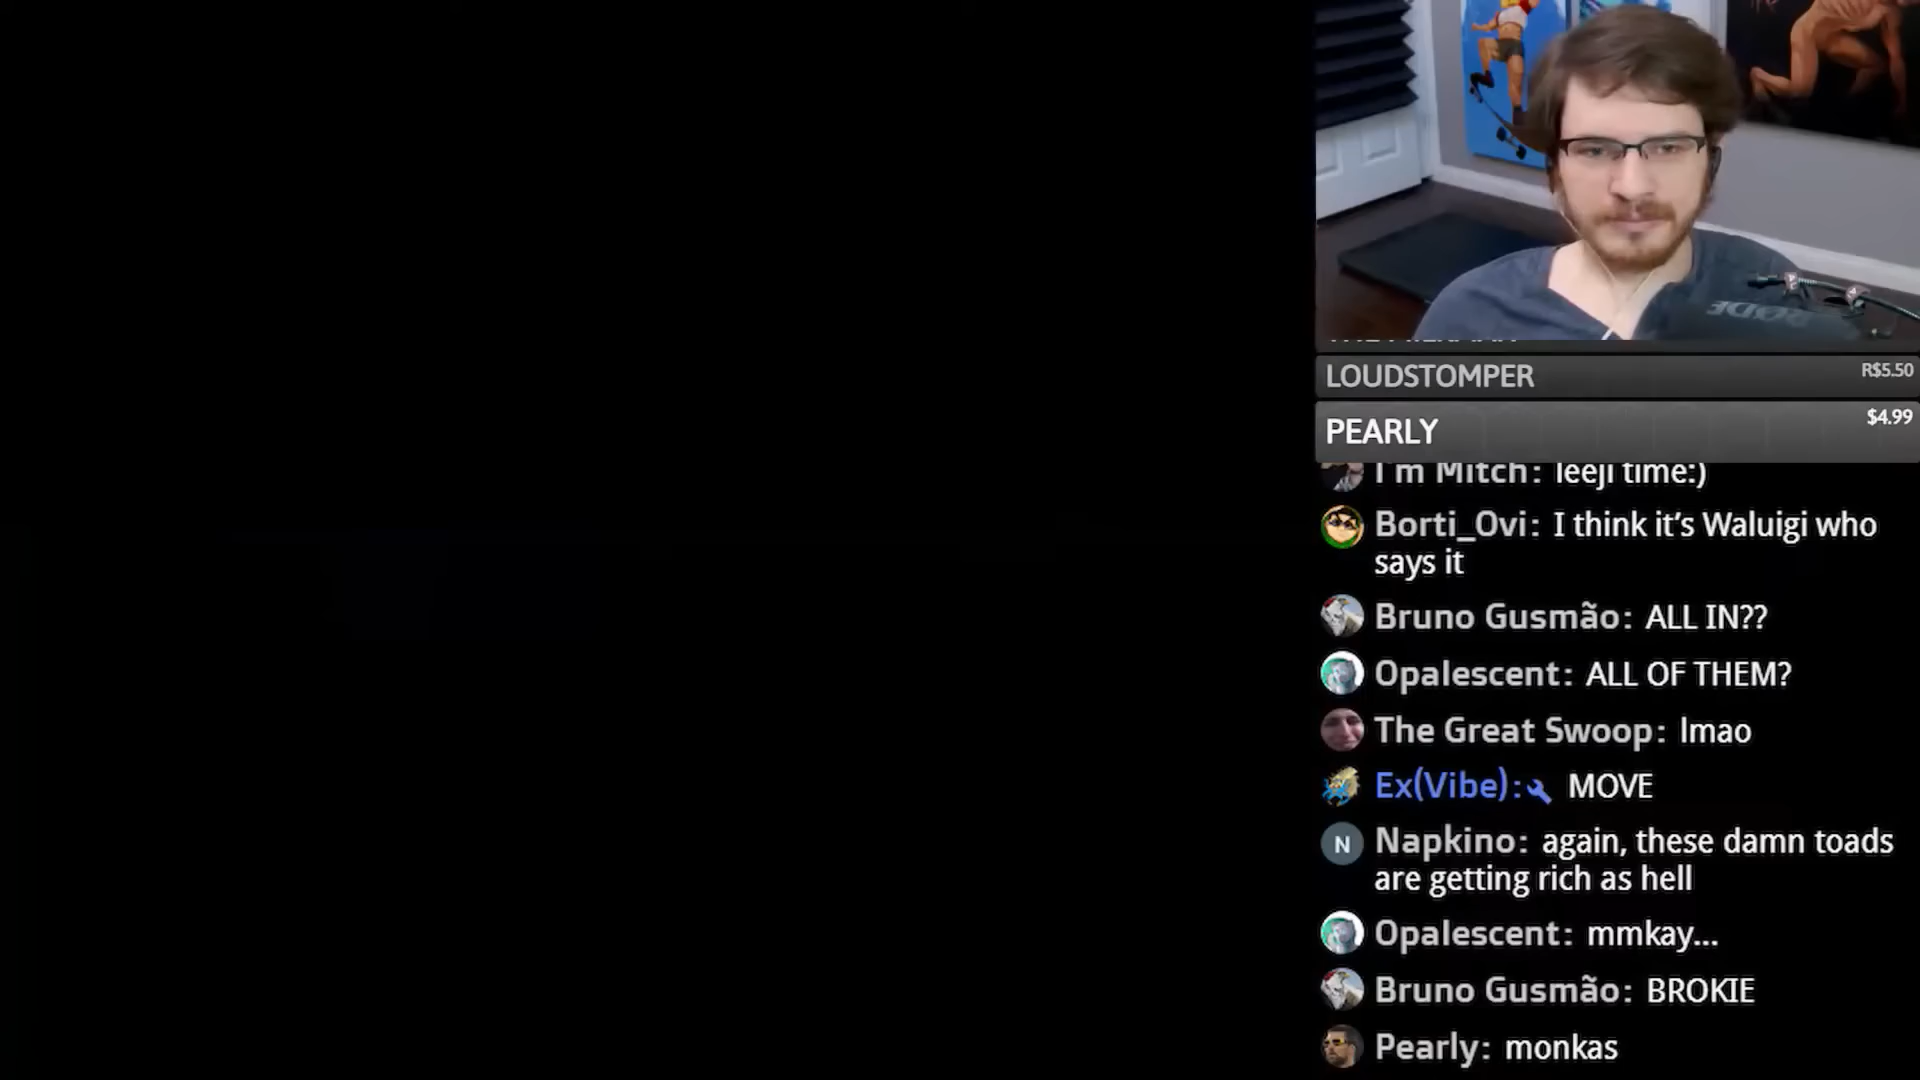 RØDE
LOUDSTOMPER
R$5.50
PEARLY
$4.99
I'm Mitch: leeji time:)
Borti_Ovi: I think it's Waluigi who
says it
Bruno Gusmão: ALL IN??
Opalescent: ALL OF THEM?
The Great Swoop: lmao
Ex(Vibe): MOVE
N
Napkino: again, these damn toads
are getting rich as hell
Opalescent: mmkay...
Bruno Gusmão: BROKIE
Pearly: monkas